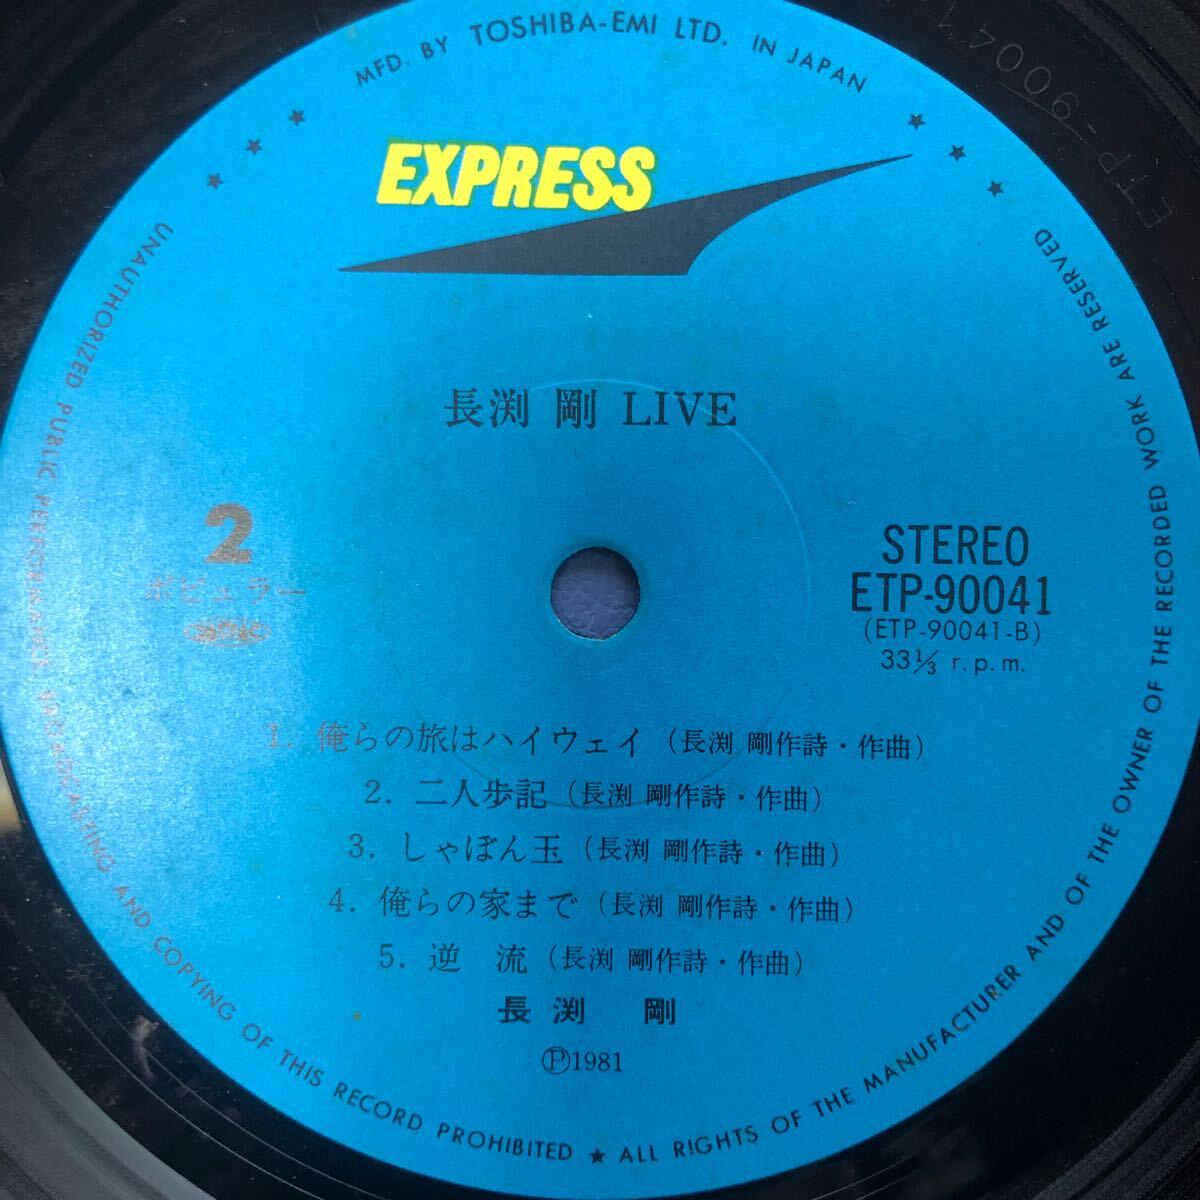 MFD. BY TOSHIBA-EMI LTD. IN JAPAN
EXPRESS
長渕 剛 LIVE
2
ポピュラー
STEREO
ETP-90041
(ETP-90041-B)
33⅓ r.p.m.
1. 俺らの旅はハイウェイ (長渕 剛作詩・作曲)
2. 二人歩記 (長渕 剛作詩・作曲)
3. しゃぼん玉 (長渕 剛作詩・作曲)
4. 俺らの家まで (長渕 剛作詩・作曲)
5. 逆 流 (長渕 剛作詩・作曲)
長渕 剛
Ⓟ1981
UNAUTHORIZED PUBLIC PERFORMANCE BROADCASTING AND COPYING OF THIS RECORD PROHIBITED ★ ALL RIGHTS OF THE MANUFACTURER AND OF THE OWNER OF THE RECORDED WORK ARE RESERVED